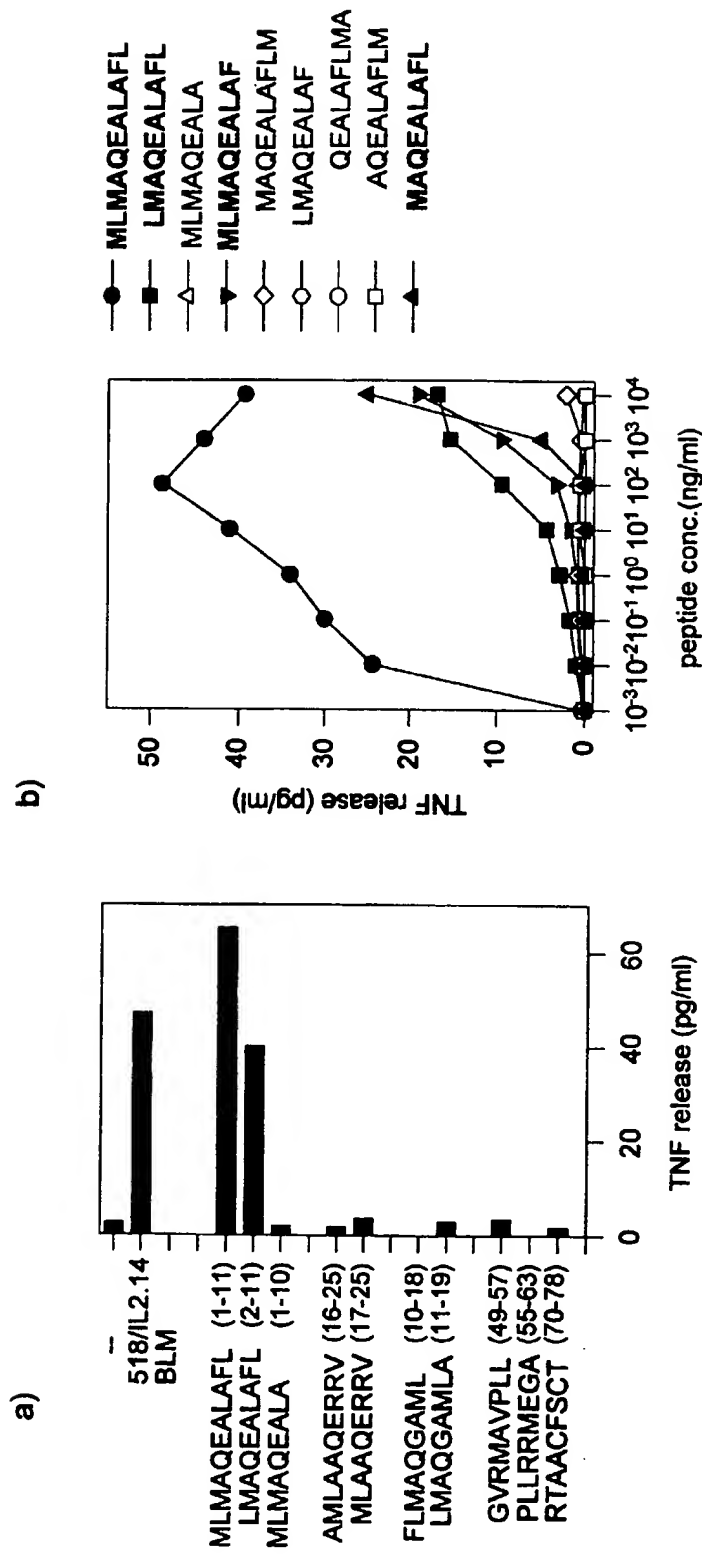 a)
--
518/IL2.14
BLM
MLMAQEALAFL (1-11)
LMAQEALAFL (2-11)
MLMAQEALA (1-10)
AMLAAQERRV (16-25)
MLAAQERRV (17-25)
FLMAQGAML (10-18)
LMAQGAMLA (11-19)
GVRMAVPLL (49-57)
PLLRRMEGA (55-63)
RTAACFSCT (70-78)
0 20 40 60
TNF release (pg/ml)
b)
TNF release (pg/ml)
50
40
30
20
10
0
10⁻³ 10⁻² 10⁻¹ 10⁰ 10¹ 10² 10³ 10⁴
peptide conc.(ng/ml)
MLMAQEALAFL
LMAQEALAFL
MLMAQEALA
MLMAQEALAF
MAQEALAFLM
LMAQEALAF
QEALAFLMA
AQEALAFLM
MAQEALAFL